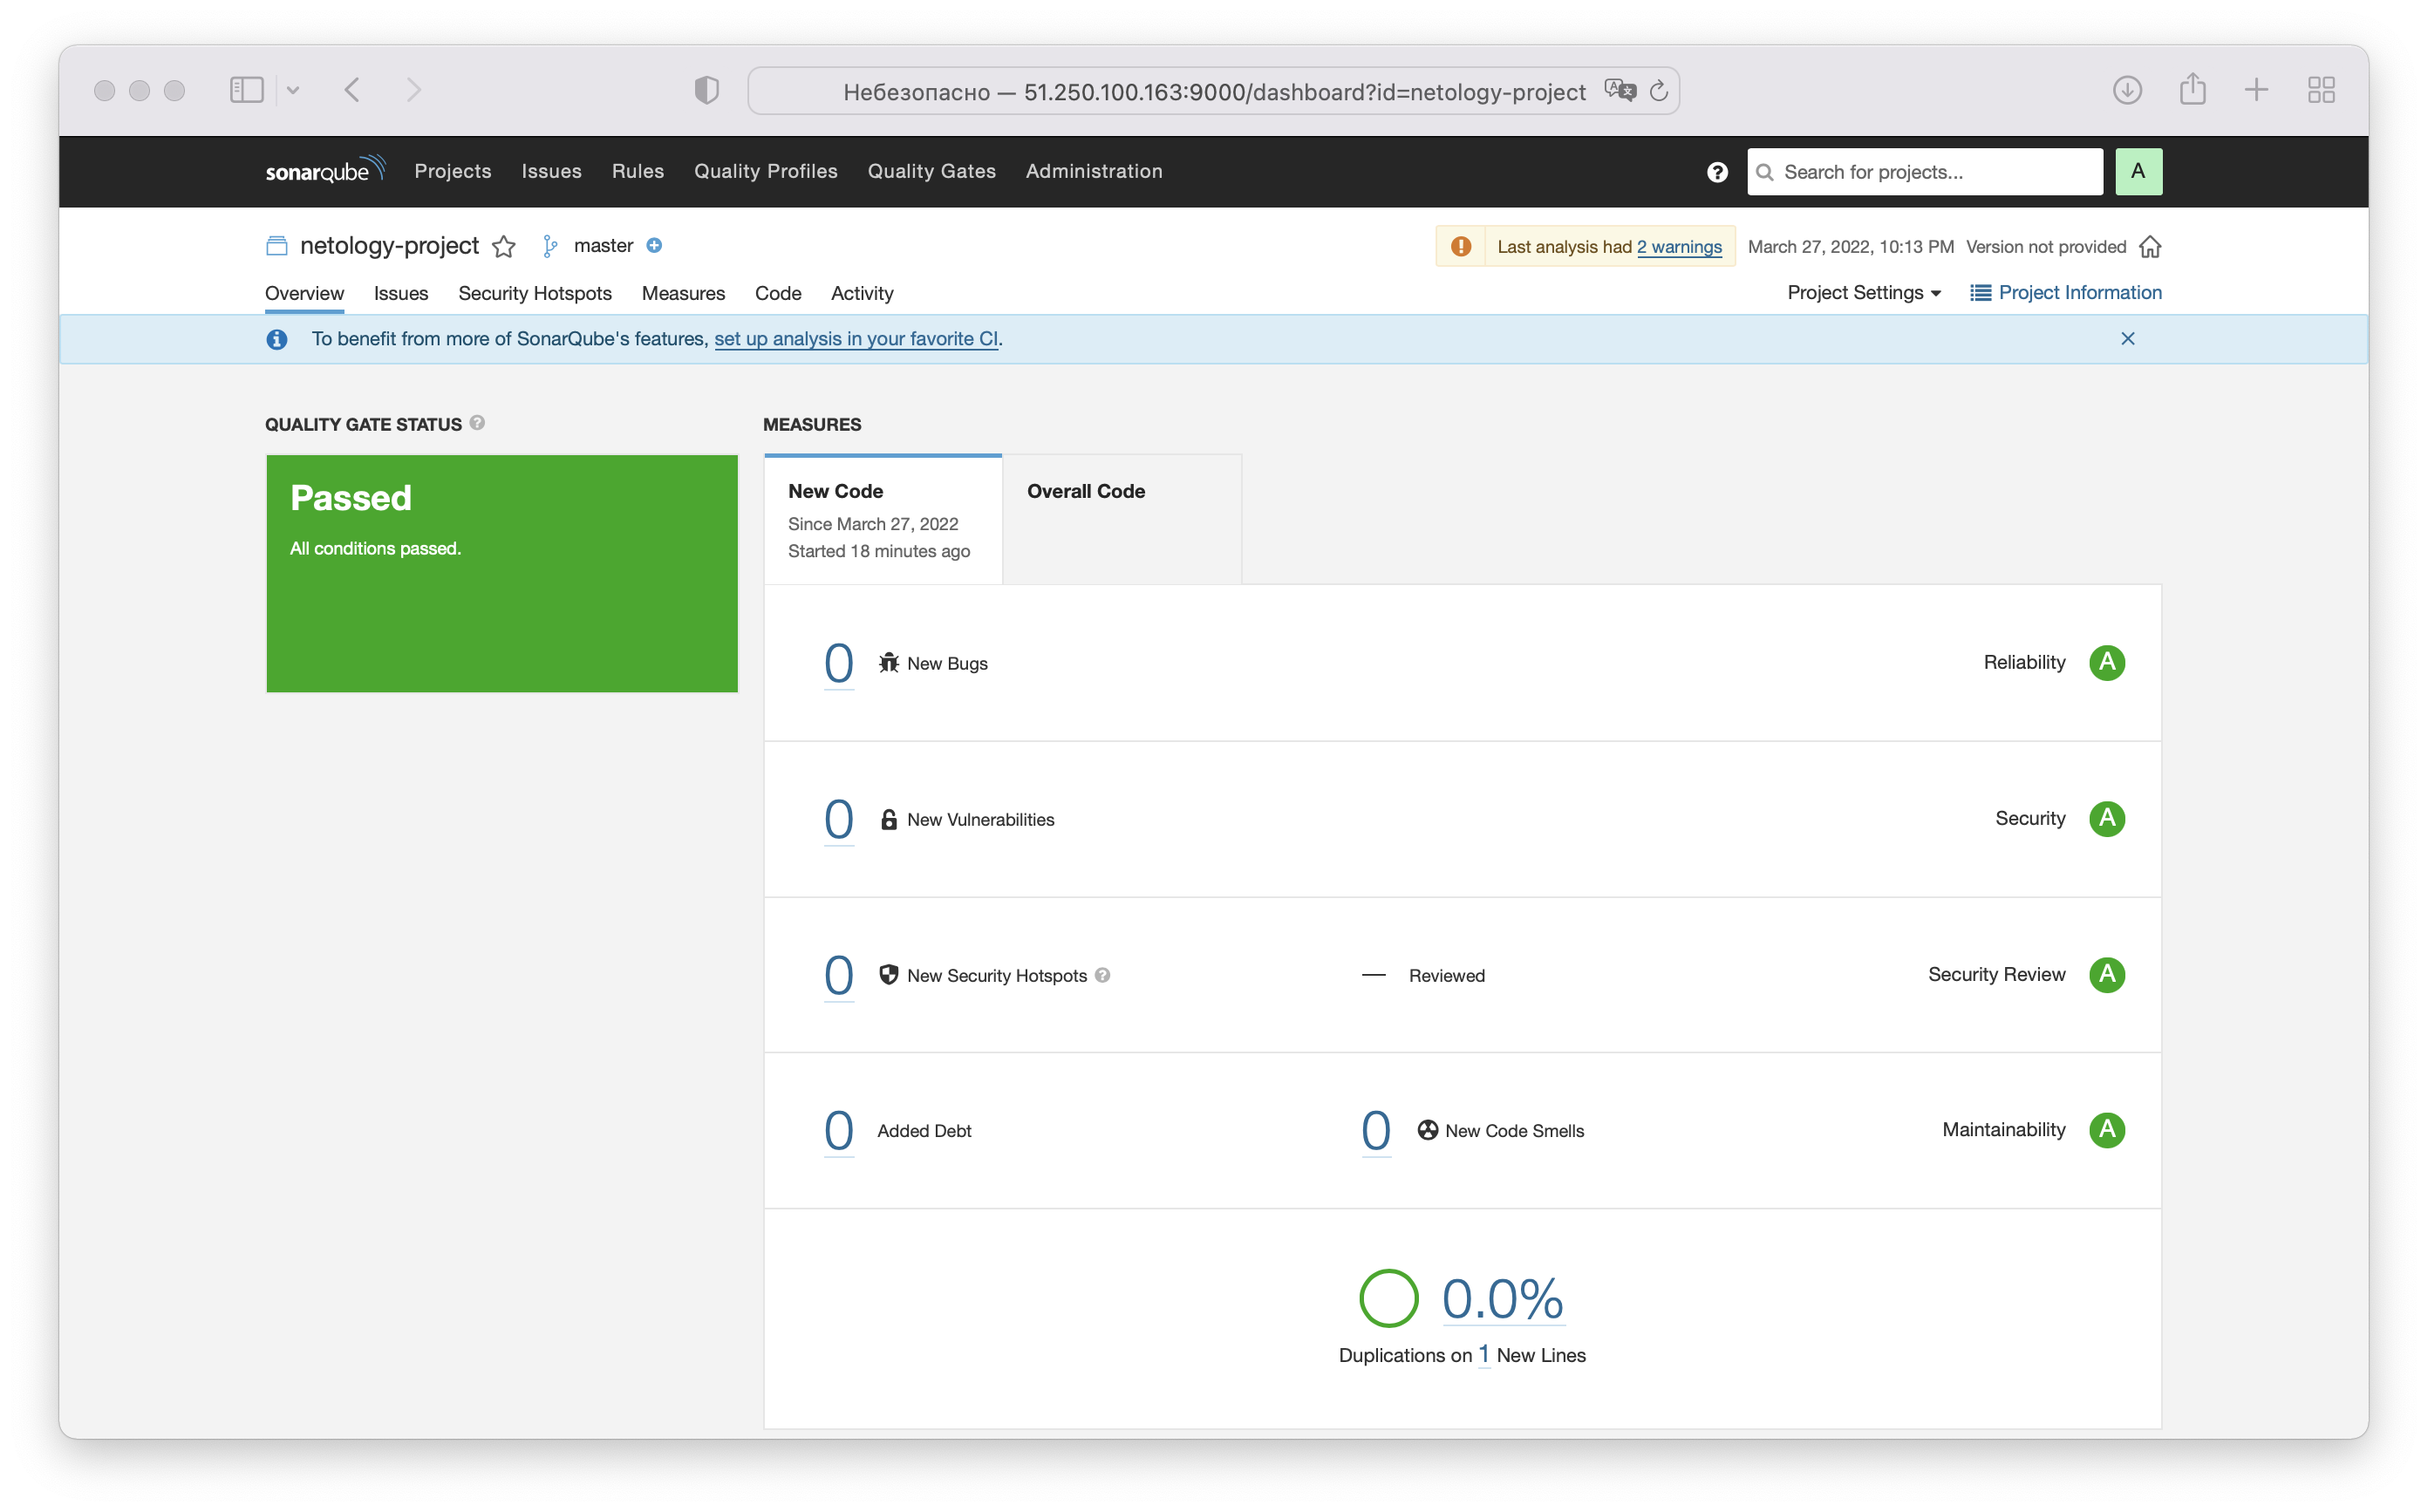 Небезопасно — 51.250.100.163:9000/dashboard?id=netology-project
sonarqube Projects Issues Rules Quality Profiles Quality Gates Administration Search for projects... A
netology-project master Last analysis had 2 warnings March 27, 2022, 10:13 PM Version not provided
Overview Issues Security Hotspots Measures Code Activity Project Settings Project Information
To benefit from more of SonarQube's features, set up analysis in your favorite CI.
QUALITY GATE STATUS
Passed
All conditions passed.
MEASURES
New Code
Since March 27, 2022
Started 18 minutes ago
Overall Code
0 New Bugs Reliability A
0 New Vulnerabilities Security A
0 New Security Hotspots — Reviewed Security Review A
0 Added Debt 0 New Code Smells Maintainability A
0.0%
Duplications on 1 New Lines